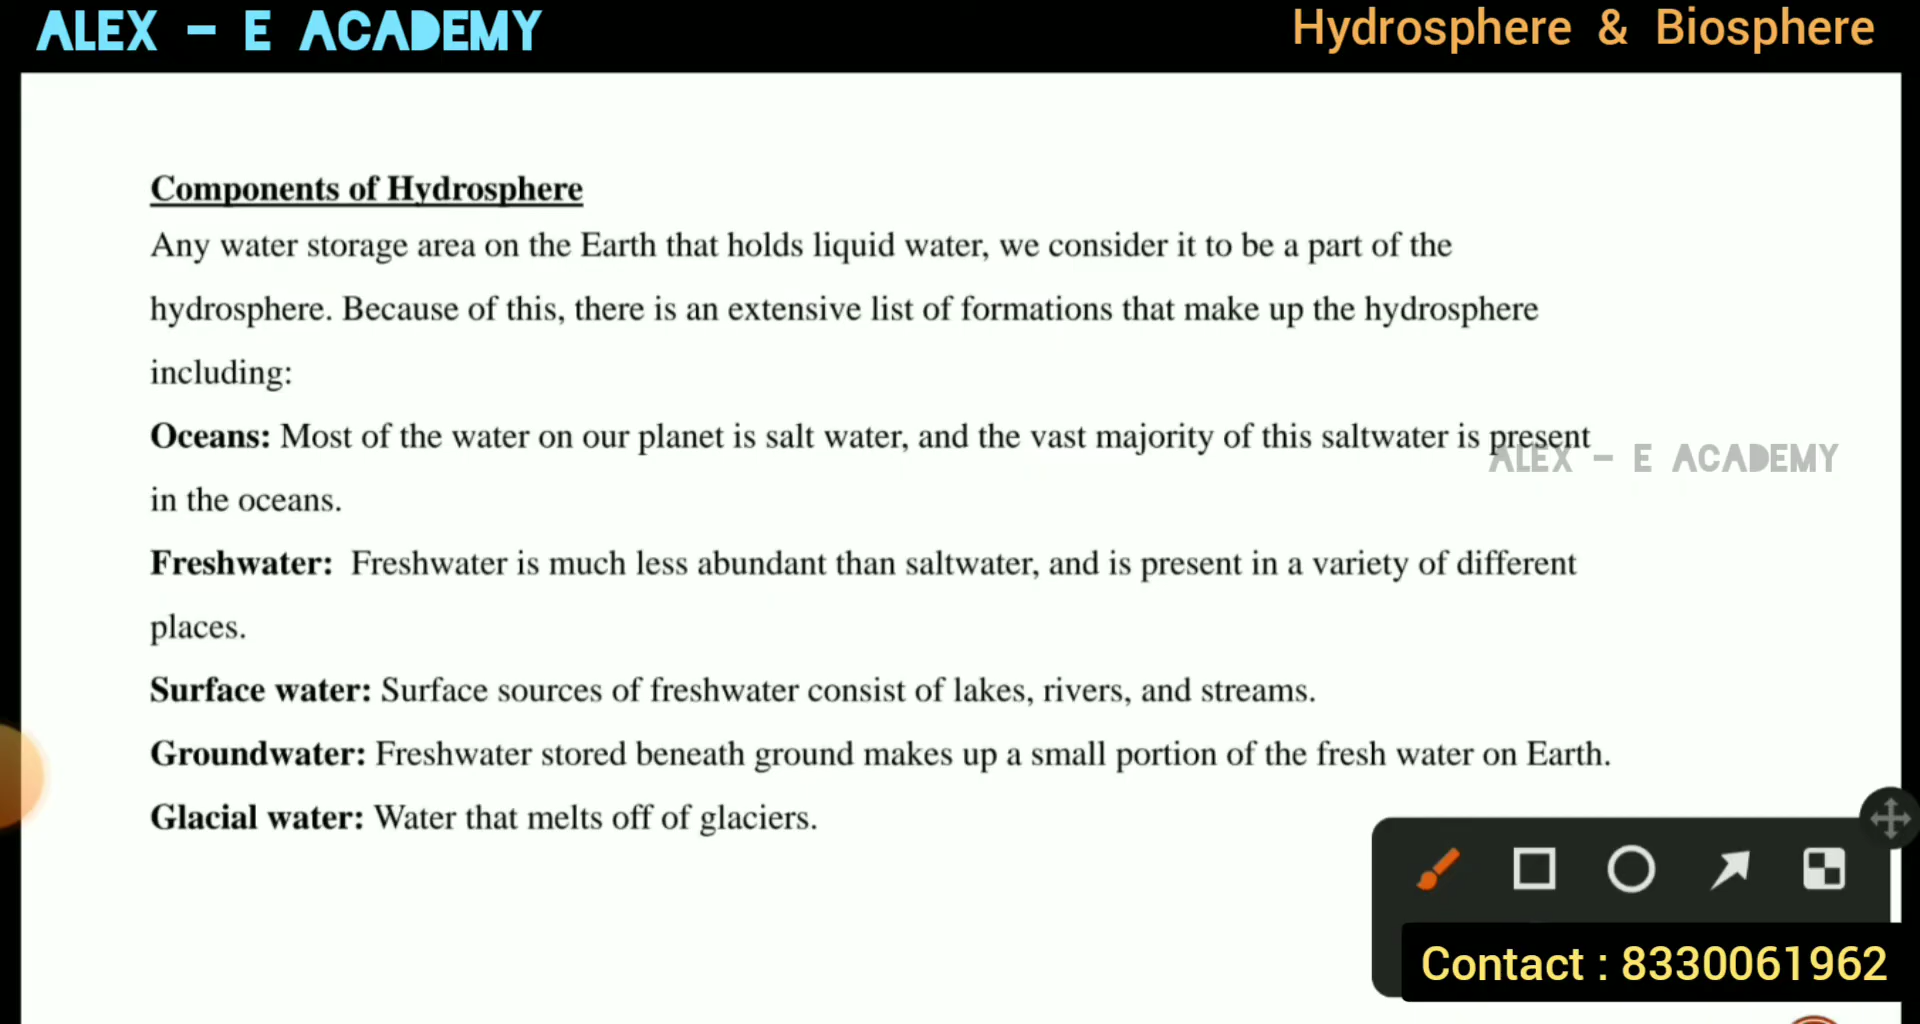 ALEX - E ACADEMY
Hydrosphere & Biosphere
Components of Hydrosphere
Any water storage area on the Earth that holds liquid water, we consider it to be a part of the
hydrosphere. Because of this, there is an extensive list of formations that make up the hydrosphere
including:
Oceans: Most of the water on our planet is salt water, and the vast majority of this saltwater is present
ALEX - E ACADEMY
in the oceans.
Freshwater: Freshwater is much less abundant than saltwater, and is present in a variety of different
places.
Surface water: Surface sources of freshwater consist of lakes, rivers, and streams.
Groundwater: Freshwater stored beneath ground makes up a small portion of the fresh water on Earth.
Glacial water: Water that melts off of glaciers.
Contact : 8330061962